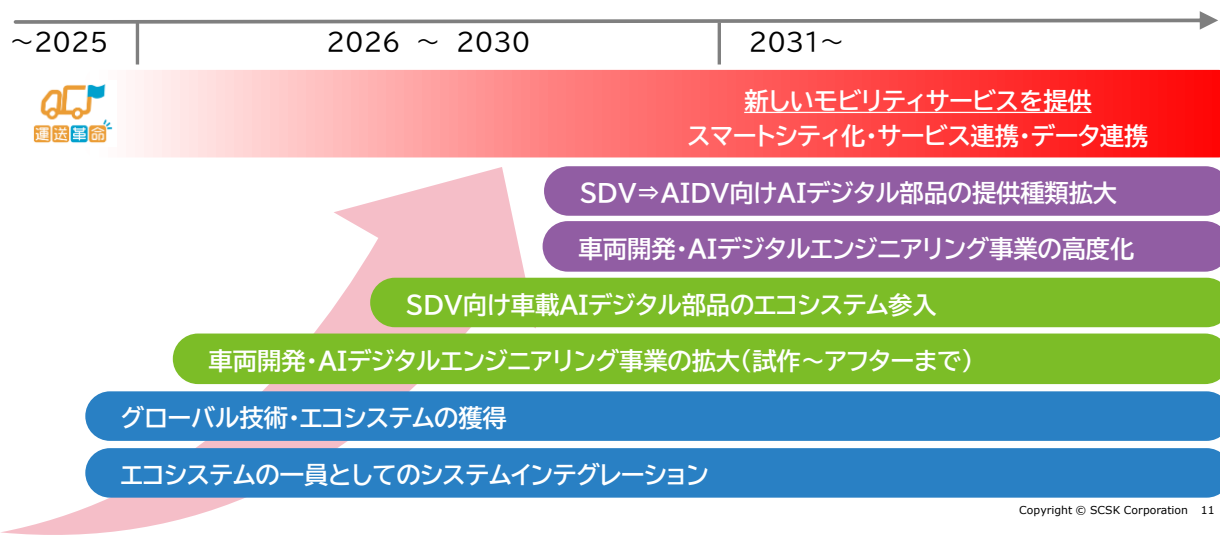 ~2025
2026 ~ 2030
2031~
運送革命
新しいモビリティサービスを提供
スマートシティ化・サービス連携・データ連携
SDV⇒AIDV向けAIデジタル部品の提供種類拡大
車両開発・AIデジタルエンジニアリング事業の高度化
SDV向け車載AIデジタル部品のエコシステム参入
車両開発・AIデジタルエンジニアリング事業の拡大(試作~アフターまで)
グローバル技術・エコシステムの獲得
エコシステムの一員としてのシステムインテグレーション
Copyright © SCSK Corporation 11